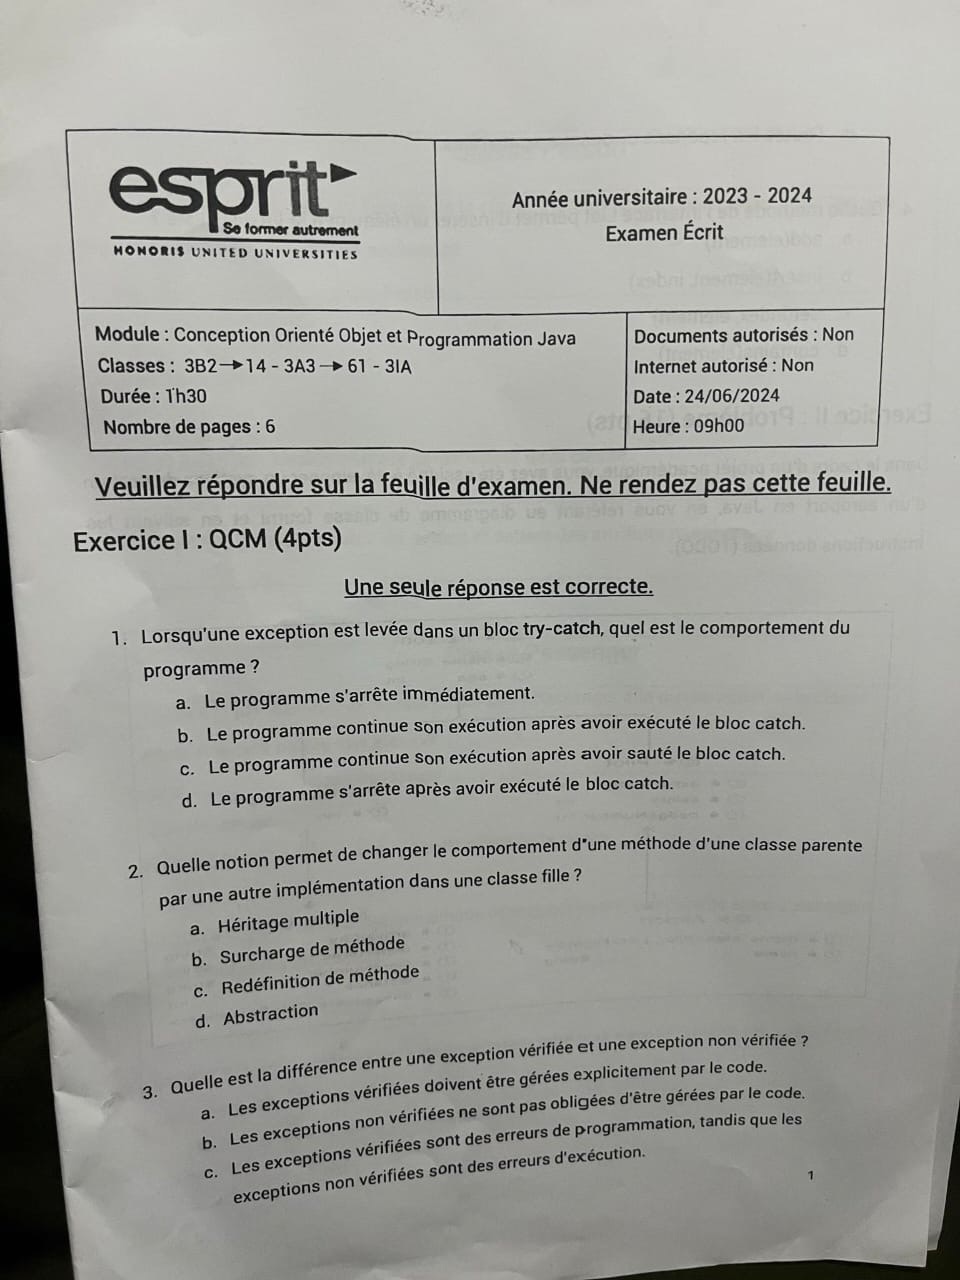 esprit
Se former autrement
HONORIS UNITED UNIVERSITIES
Année universitaire : 2023 - 2024
Examen Écrit
Module : Conception Orienté Objet et Programmation Java
Classes : 3B2→14 - 3A3→61 - 3IA
Durée : 1h30
Nombre de pages : 6
Documents autorisés : Non
Internet autorisé : Non
Date : 24/06/2024
Heure : 09h00
Veuillez répondre sur la feuille d'examen. Ne rendez pas cette feuille.
Exercice I : QCM (4pts)
Une seule réponse est correcte.
1. Lorsqu'une exception est levée dans un bloc try-catch, quel est le comportement du
programme ?
a. Le programme s'arrête immédiatement.
b. Le programme continue son exécution après avoir exécuté le bloc catch.
c. Le programme continue son exécution après avoir sauté le bloc catch.
d. Le programme s'arrête après avoir exécuté le bloc catch.
2. Quelle notion permet de changer le comportement d'une méthode d'une classe parente
par une autre implémentation dans une classe fille ?
a. Héritage multiple
b. Surcharge de méthode
c. Redéfinition de méthode
d. Abstraction
3. Quelle est la différence entre une exception vérifiée et une exception non vérifiée ?
a. Les exceptions vérifiées doivent être gérées explicitement par le code.
b. Les exceptions non vérifiées ne sont pas obligées d'être gérées par le code.
c. Les exceptions vérifiées sont des erreurs de programmation, tandis que les
exceptions non vérifiées sont des erreurs d'exécution.
1